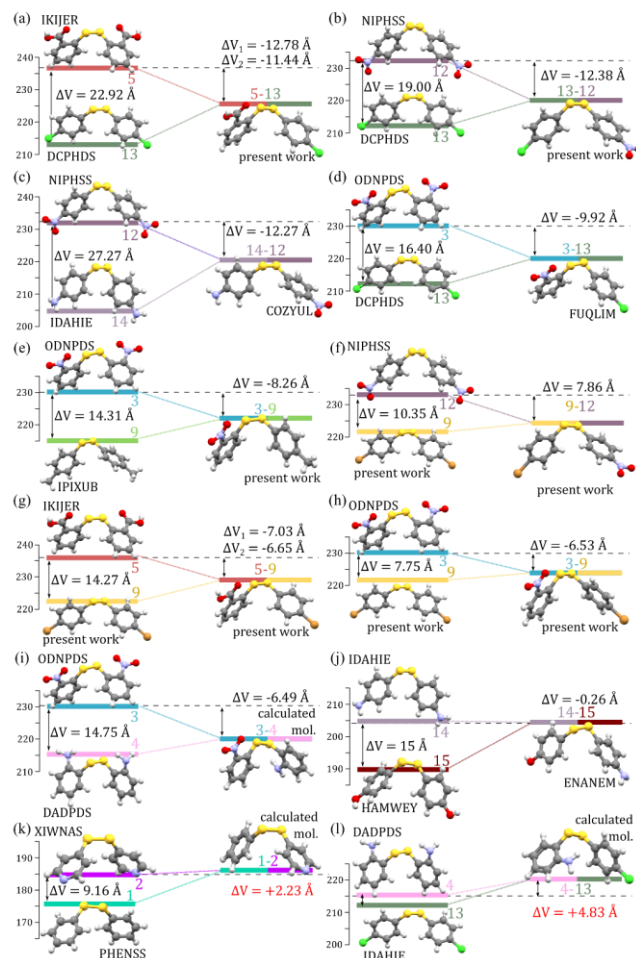 (a) IKIJER
240
230
220
210
5
ΔV = 22.92 Å
DCPHDS
13
ΔV₁ = -12.78 Å
ΔV₂ = -11.44 Å
5-13
present work
(b) NIPHSS
230
220
210
12
ΔV = 19.00 Å
DCPHDS
13
ΔV = -12.38 Å
13-12
present work
(c) NIPHSS
240
230
220
210
200
12
ΔV = 27.27 Å
IDAHIE
14
ΔV = -12.27 Å
14-12
COZYUL
(d) ODNPDS
230
220
210
3
ΔV = 16.40 Å
DCPHDS
13
ΔV = -9.92 Å
3-13
FUQLIM
(e) ODNPDS
230
220
3
ΔV = 14.31 Å
9
IPIXUB
ΔV = -8.26 Å
3-9
present work
(f) NIPHSS
240
230
220
12
ΔV = 10.35 Å
9
present work
ΔV = 7.86 Å
9-12
present work
(g) IKIJER
240
230
220
5
ΔV = 14.27 Å
9
present work
ΔV₁ = -7.03 Å
ΔV₂ = -6.65 Å
5-9
present work
(h) ODNPDS
230
220
3
ΔV = 7.75 Å
9
present work
ΔV = -6.53 Å
3-9
present work
(i) ODNPDS
230
220
210
3
ΔV = 14.75 Å
4
DADPDS
ΔV = -6.49 Å
calculated
mol.
3-4
(j) IDAHIE
210
200
190
14
ΔV = 15 Å
15
HAMWEY
ΔV = -0.26 Å
14-15
ENANEM
(k) XIWNAS
190
185
175
2
ΔV = 9.16 Å
1
PHENSS
calculated
mol.
1-2
ΔV = +2.23 Å
(l) DADPDS
220
210
200
4
13
IDAHIE
calculated
mol.
4-13
ΔV = +4.83 Å